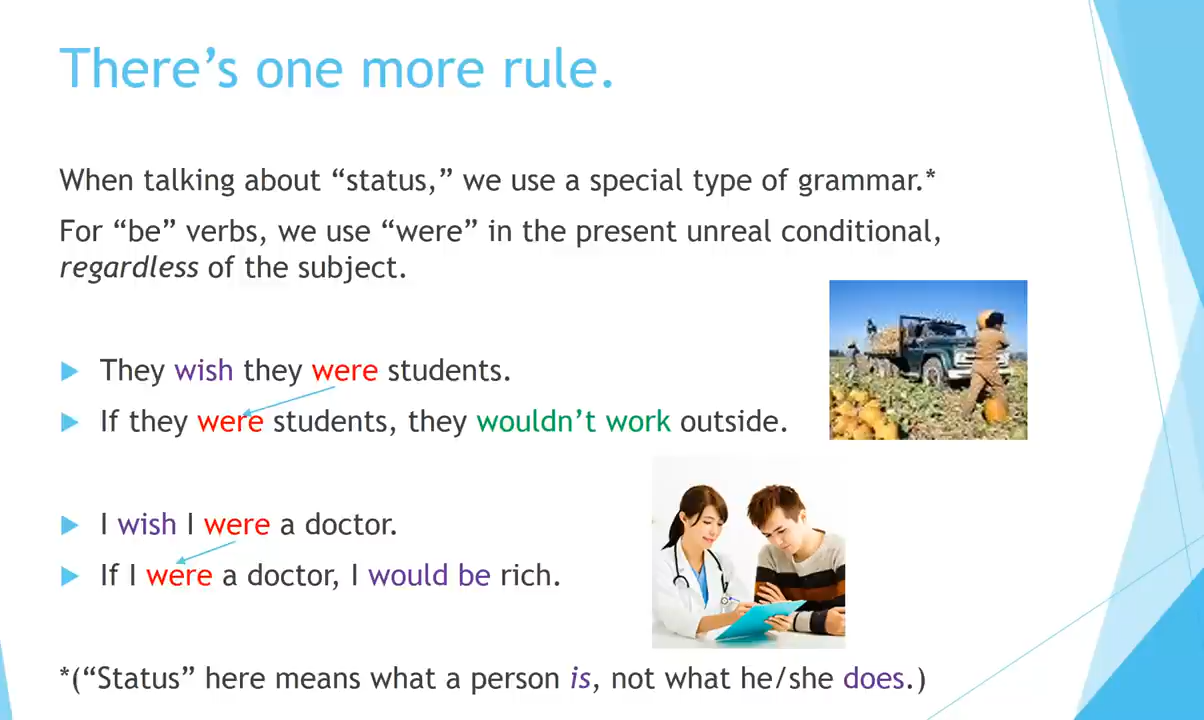 There’s one more rule.
When talking about “status,” we use a special type of grammar.*
For “be” verbs, we use “were” in the present unreal conditional,
regardless of the subject.
They wish they were students.
If they were students, they wouldn’t work outside.
I wish I were a doctor.
If I were a doctor, I would be rich.
*(“Status” here means what a person is, not what he/she does.)